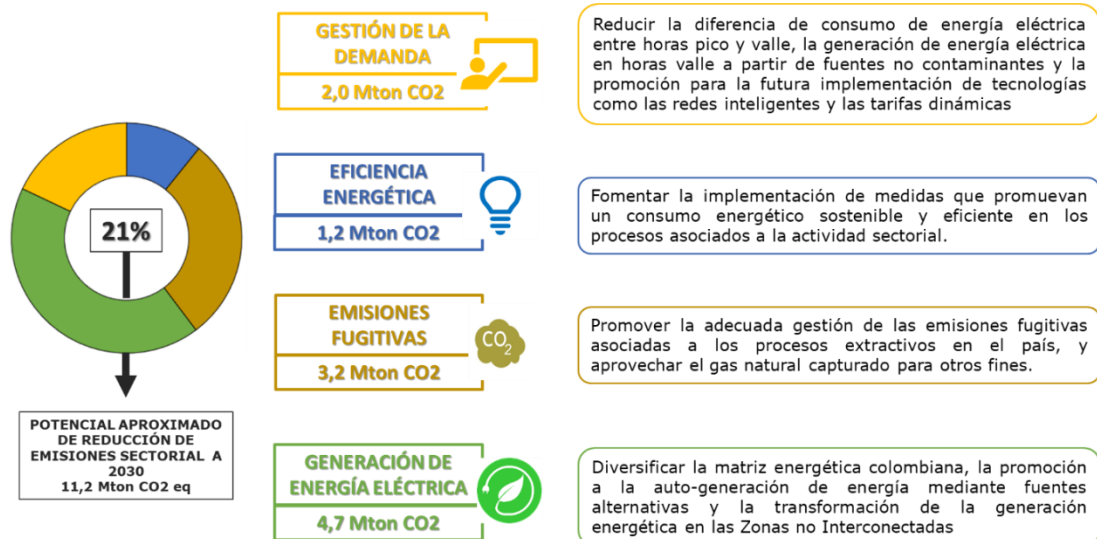 GESTIÓN DE LA
DEMANDA
2,0 Mton CO2
Reducir la diferencia de consumo de energía eléctrica
entre horas pico y valle, la generación de energía eléctrica
en horas valle a partir de fuentes no contaminantes y la
promoción para la futura implementación de tecnologías
como las redes inteligentes y las tarifas dinámicas
EFICIENCIA
ENERGÉTICA
1,2 Mton CO2
Fomentar la implementación de medidas que promuevan
un consumo energético sostenible y eficiente en los
procesos asociados a la actividad sectorial.
21%
EMISIONES
FUGITIVAS
3,2 Mton CO2
CO2
Promover la adecuada gestión de las emisiones fugitivas
asociadas a los procesos extractivos en el país, y
aprovechar el gas natural capturado para otros fines.
POTENCIAL APROXIMADO
DE REDUCCIÓN DE
EMISIONES SECTORIAL A
2030
11,2 Mton CO2 eq
GENERACIÓN DE
ENERGÍA ELÉCTRICA
4,7 Mton CO2
Diversificar la matriz energética colombiana, la promoción
a la auto-generación de energía mediante fuentes
alternativas y la transformación de la generación
energética en las Zonas no Interconectadas